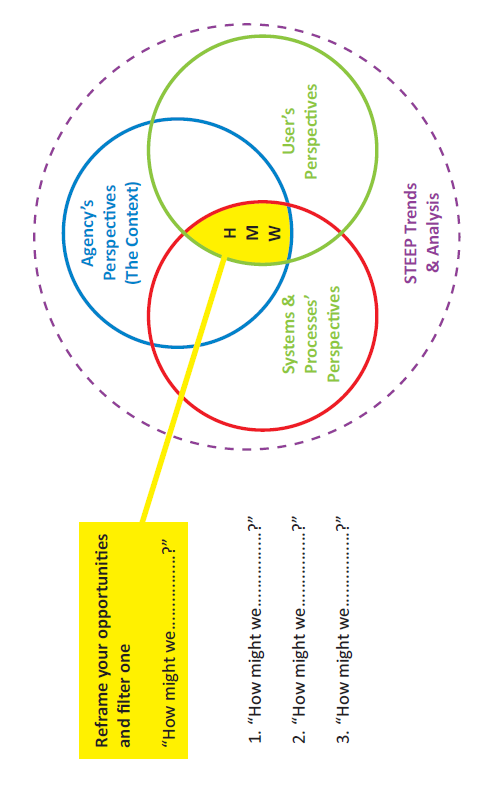 Reframe your opportunities
and filter one
“How might we...............?”
1. “How might we...............?”
2. “How might we...............?”
3. “How might we...............?”
Agency’s
Perspectives
(The Context)
H
M
W
Systems &
Processes’
Perspectives
User’s
Perspectives
STEEP Trends
& Analysis